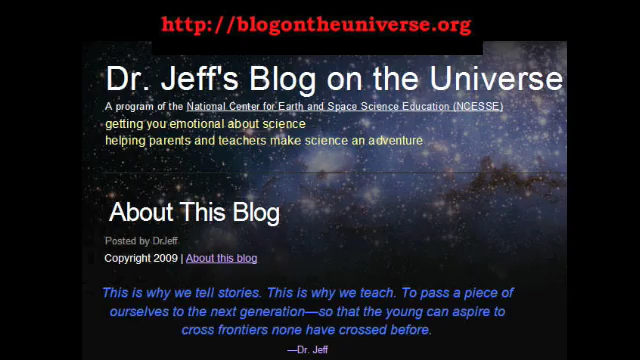 http://blogontheuniverse.org
Dr. Jeff's Blog on the Universe
A program of the National Center for Earth and Space Science Education (NCESSE)
getting you emotional about science
helping parents and teachers make science an adventure
About This Blog
Posted by DrJeff
Copyright 2009 | About this blog
This is why we tell stories. This is why we teach. To pass a piece of
ourselves to the next generation—so that the young can aspire to
cross frontiers none have crossed before.
—Dr. Jeff